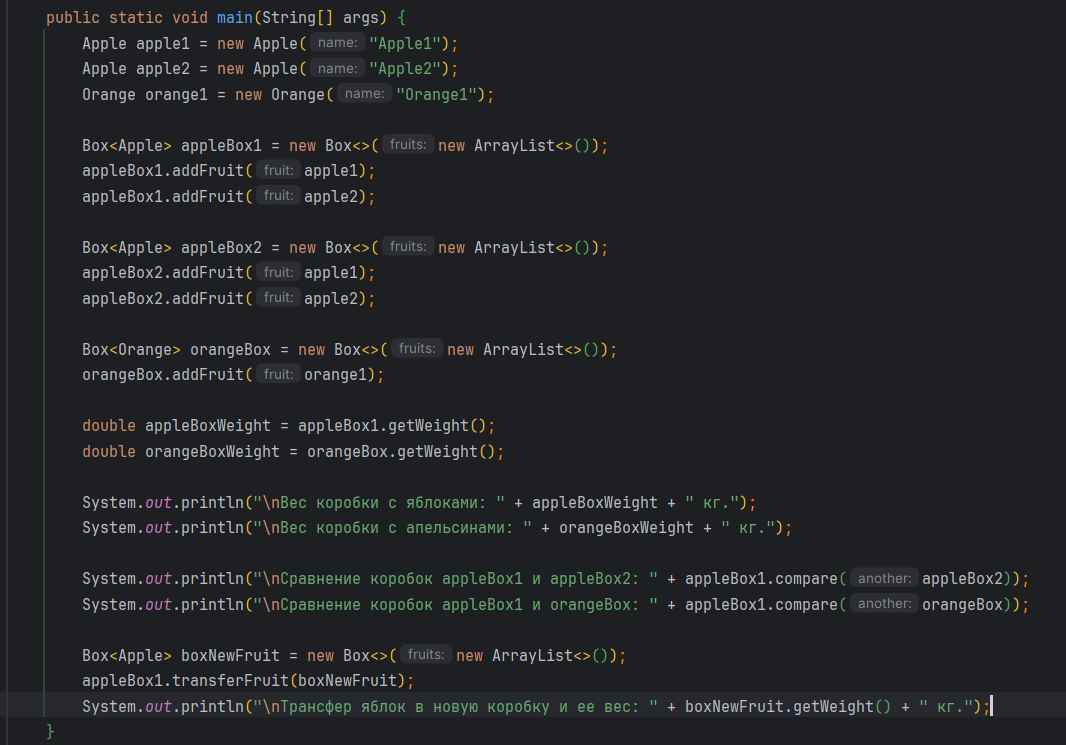 public static void main(String[] args) {
Apple apple1 = new Apple( name: "Apple1");
Apple apple2 = new Apple( name: "Apple2");
Orange orange1 = new Orange( name: "Orange1");
Box<Apple> appleBox1 = new Box<>( fruits: new ArrayList<>());
appleBox1.addFruit( fruit: apple1);
appleBox1.addFruit( fruit: apple2);
Box<Apple> appleBox2 = new Box<>( fruits: new ArrayList<>());
appleBox2.addFruit( fruit: apple1);
appleBox2.addFruit( fruit: apple2);
Box<Orange> orangeBox = new Box<>( fruits: new ArrayList<>());
orangeBox.addFruit( fruit: orange1);
double appleBoxWeight = appleBox1.getWeight();
double orangeBoxWeight = orangeBox.getWeight();
System.out.println("\nВес коробки с яблоками: " + appleBoxWeight + " кг.");
System.out.println("\nВес коробки с апельсинами: " + orangeBoxWeight + " кг.");
System.out.println("\nСравнение коробок appleBox1 и appleBox2: " + appleBox1.compare( another: appleBox2));
System.out.println("\nСравнение коробок appleBox1 и orangeBox: " + appleBox1.compare( another: orangeBox));
Box<Apple> boxNewFruit = new Box<>( fruits: new ArrayList<>());
appleBox1.transferFruit(boxNewFruit);
System.out.println("\nТрансфер яблок в новую коробку и ее вес: " + boxNewFruit.getWeight() + " кг.");
}